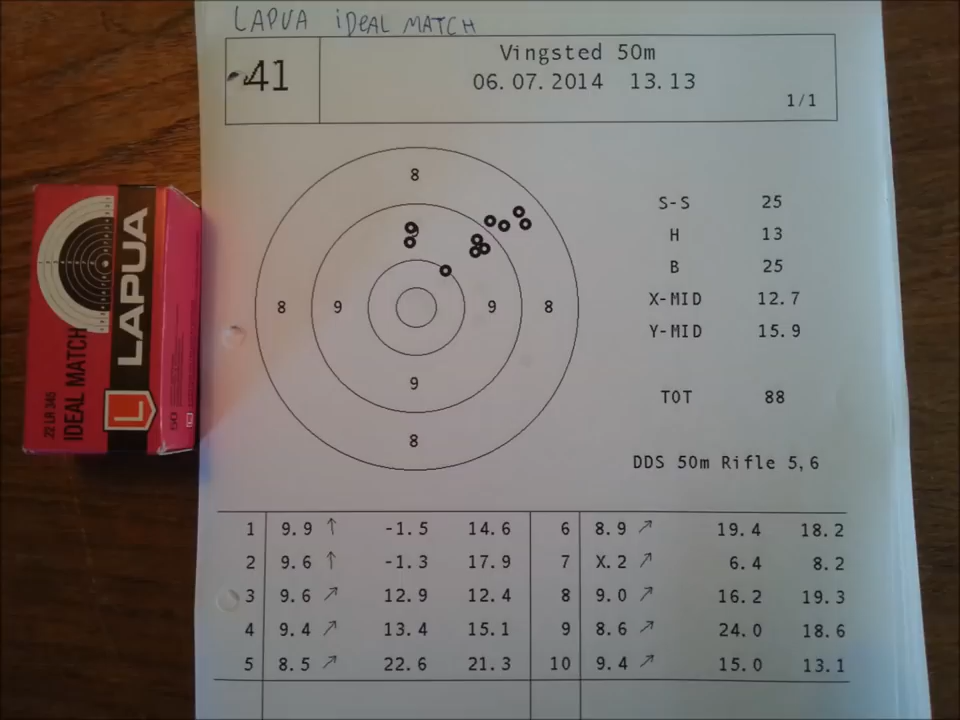 LAPUA iDEAL MATCH
41
Vingsted 50m
06.07.2014 13.13
1/1
8
9
8 9 9 8
9
8
S-S 25
H 13
B 25
X-MID 12.7
Y-MID 15.9
TOT 88
DDS 50m Rifle 5,6
1 9.9 ↑ -1.5 14.6 6 8.9 ↗ 19.4 18.2
2 9.6 ↑ -1.3 17.9 7 X.2 ↗ 6.4 8.2
3 9.6 ↗ 12.9 12.4 8 9.0 ↗ 16.2 19.3
4 9.4 ↗ 13.4 15.1 9 8.6 ↗ 24.0 18.6
5 8.5 ↗ 22.6 21.3 10 9.4 ↗ 15.0 13.1
.22 LR 340
IDEAL MATCH
L LAPUA
50